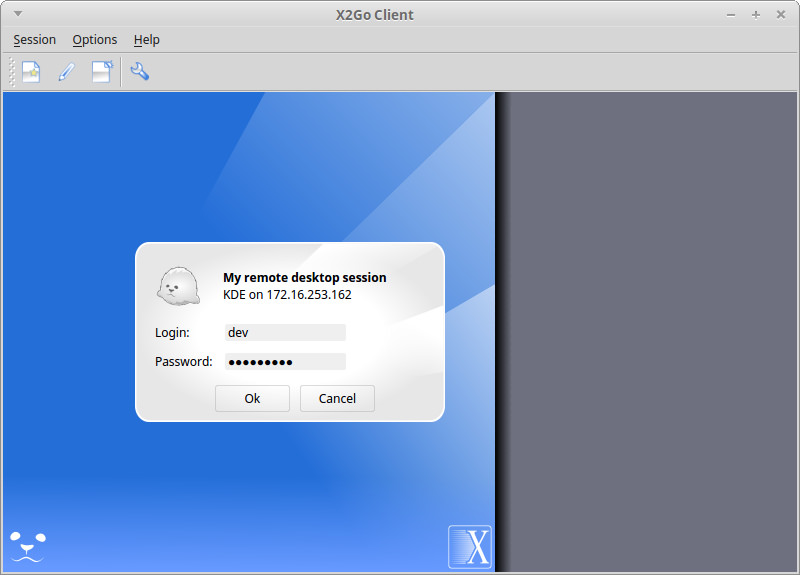 X2Go Client
Session Options Help
My remote desktop session
KDE on 172.16.253.162
Login: dev
Password: ●●●●●●●●●
Ok Cancel
X